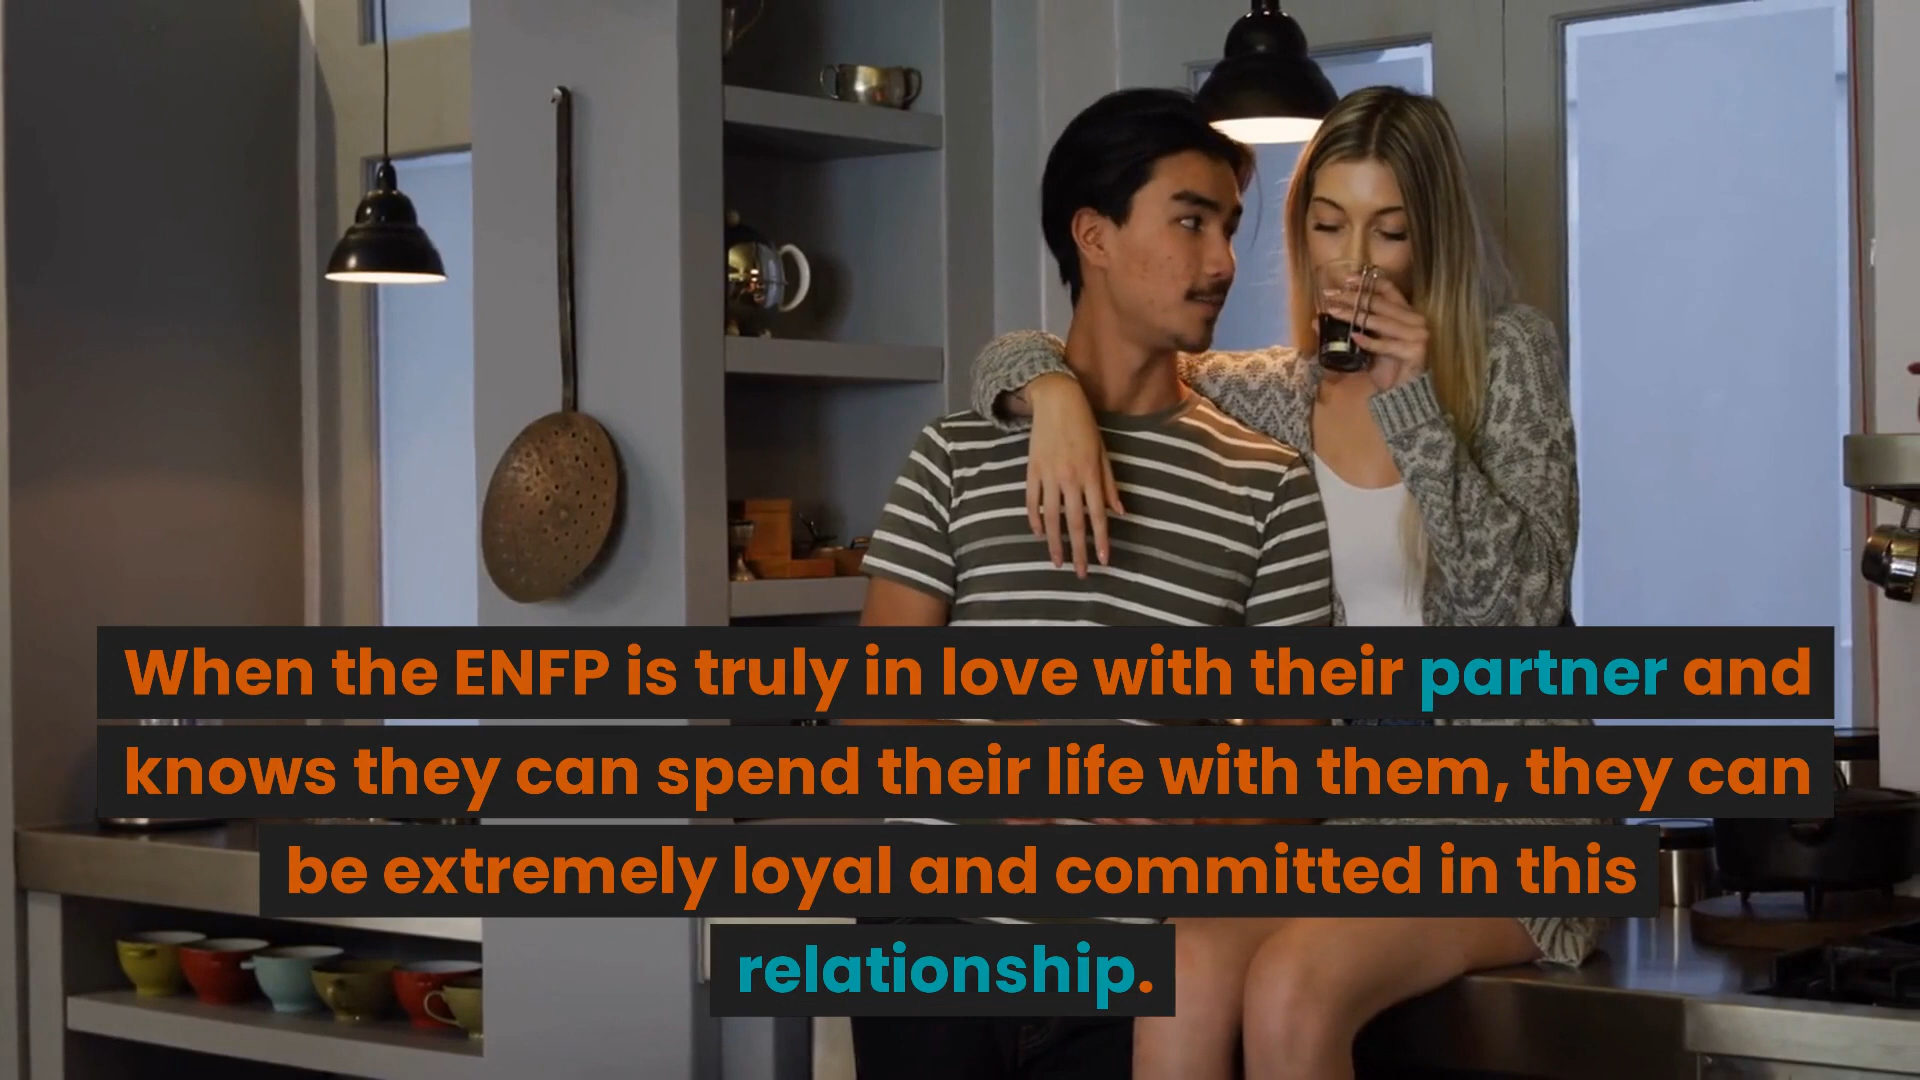 When the ENFP is truly in love with their partner and
knows they can spend their life with them, they can
be extremely loyal and committed in this
relationship.